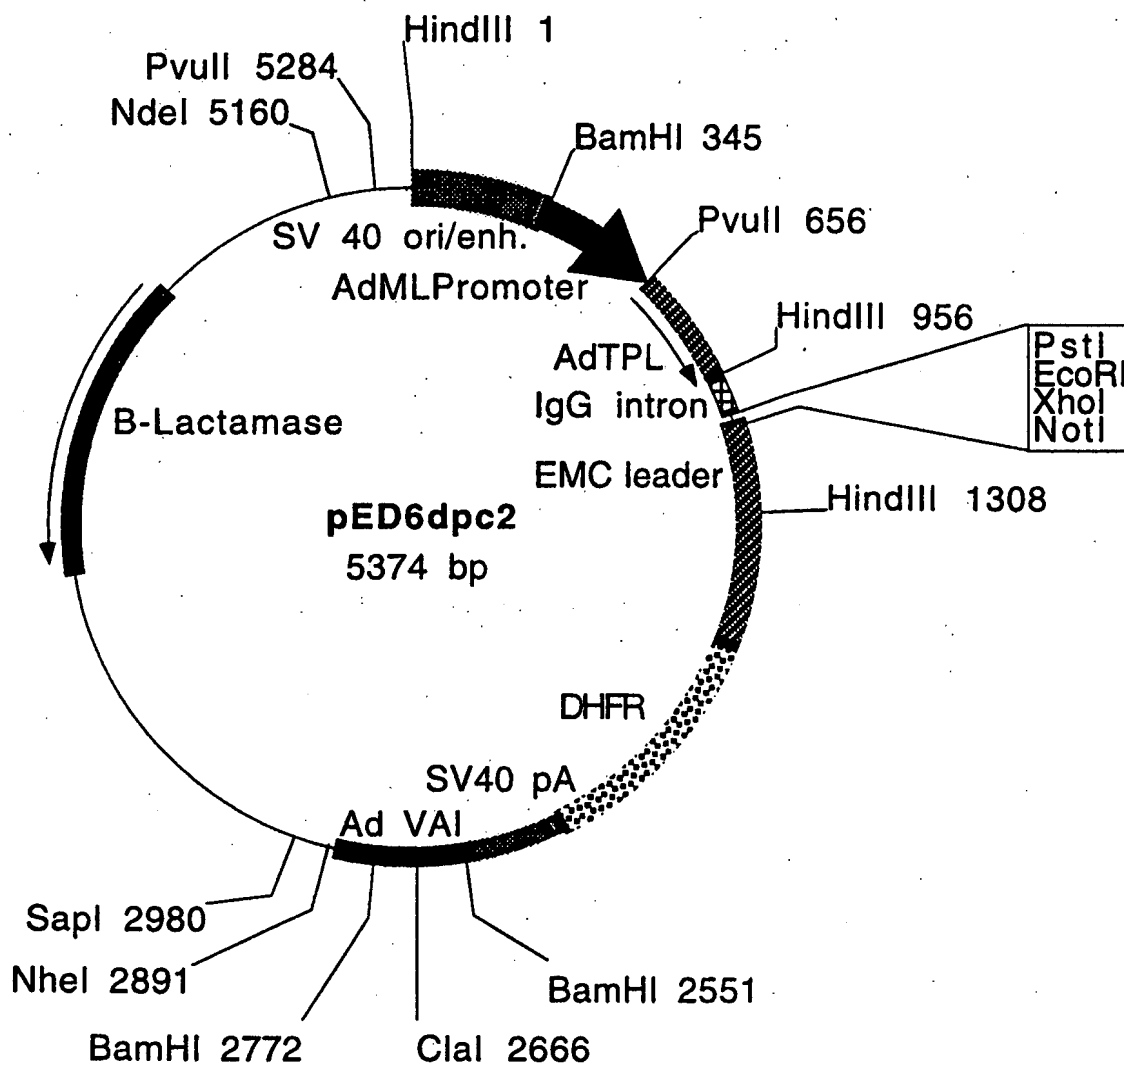 HindIII 1
PvuII 5284
NdeI 5160
BamHI 345
PvuII 656
SV 40 ori/enh.
AdMLPromoter
HindIII 956
PstI
EcoRI
XhoI
NotI
AdTPL
IgG intron
B-Lactamase
EMC leader
HindIII 1308
pED6dpc2
5374 bp
DHFR
SV40 pA
Ad VAI
SapI 2980
NheI 2891
BamHI 2551
BamHI 2772
ClaI 2666